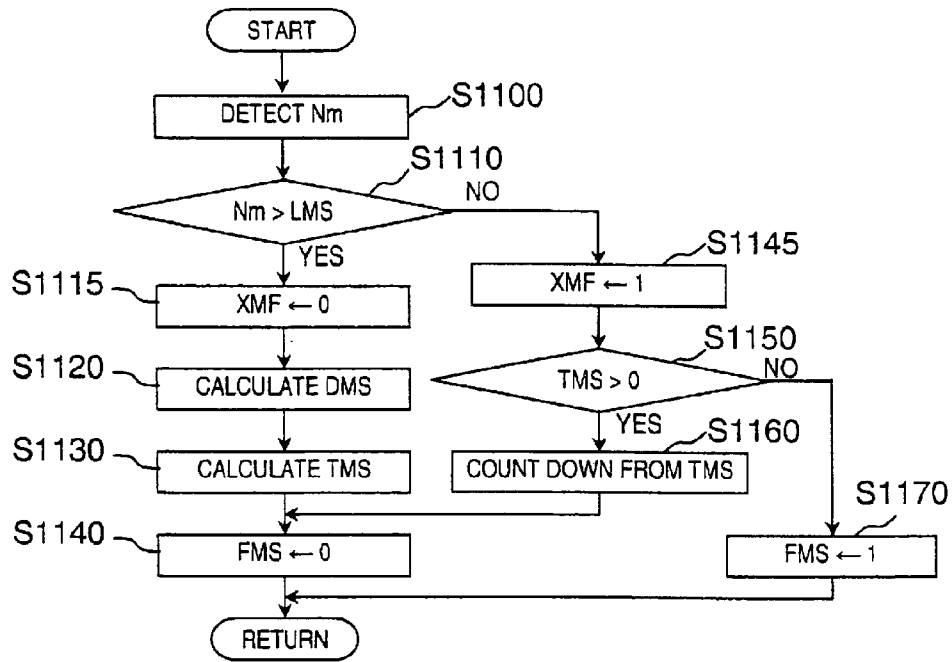 START
S1100
DETECT Nm
S1110
Nm > LMS
NO
YES
S1145
XMF ← 1
S1115
XMF ← 0
S1150
TMS > 0
NO
YES
S1120
CALCULATE DMS
S1160
COUNT DOWN FROM TMS
S1130
CALCULATE TMS
S1140
FMS ← 0
S1170
FMS ← 1
RETURN